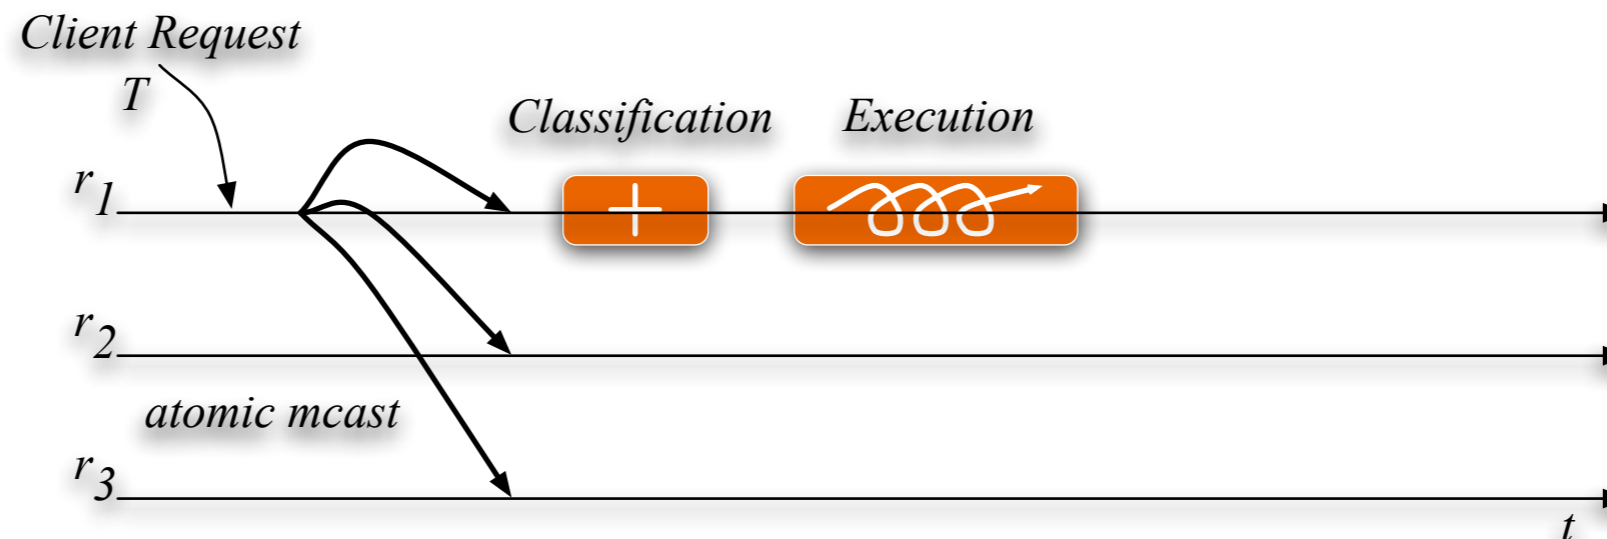 Client Request
T
Classification
Execution
r1
r2
atomic mcast
r3
t